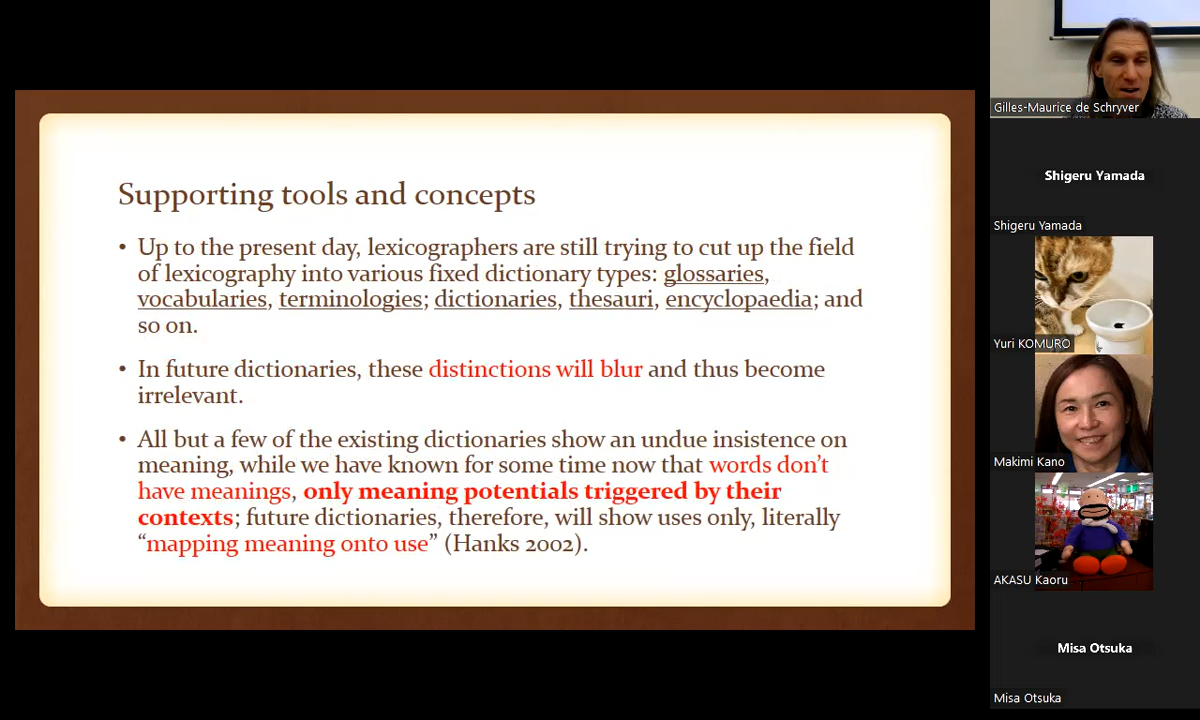 Supporting tools and concepts
• Up to the present day, lexicographers are still trying to cut up the field
of lexicography into various fixed dictionary types: glossaries,
vocabularies, terminologies; dictionaries, thesauri, encyclopaedia; and
so on.
• In future dictionaries, these distinctions will blur and thus become
irrelevant.
• All but a few of the existing dictionaries show an undue insistence on
meaning, while we have known for some time now that words don't
have meanings, only meaning potentials triggered by their
contexts; future dictionaries, therefore, will show uses only, literally
“mapping meaning onto use” (Hanks 2002).
Gilles-Maurice de Schryver
Shigeru Yamada
Shigeru Yamada
Yuri KOMURO
Makimi Kano
AKASU Kaoru
Misa Otsuka
Misa Otsuka